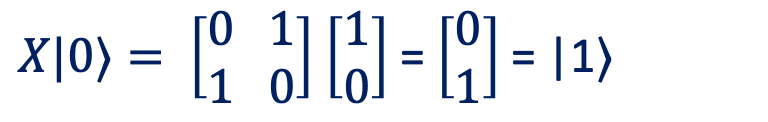 X|0⟩ = [0 1; 1 0] [1; 0] = [0; 1] = |1⟩